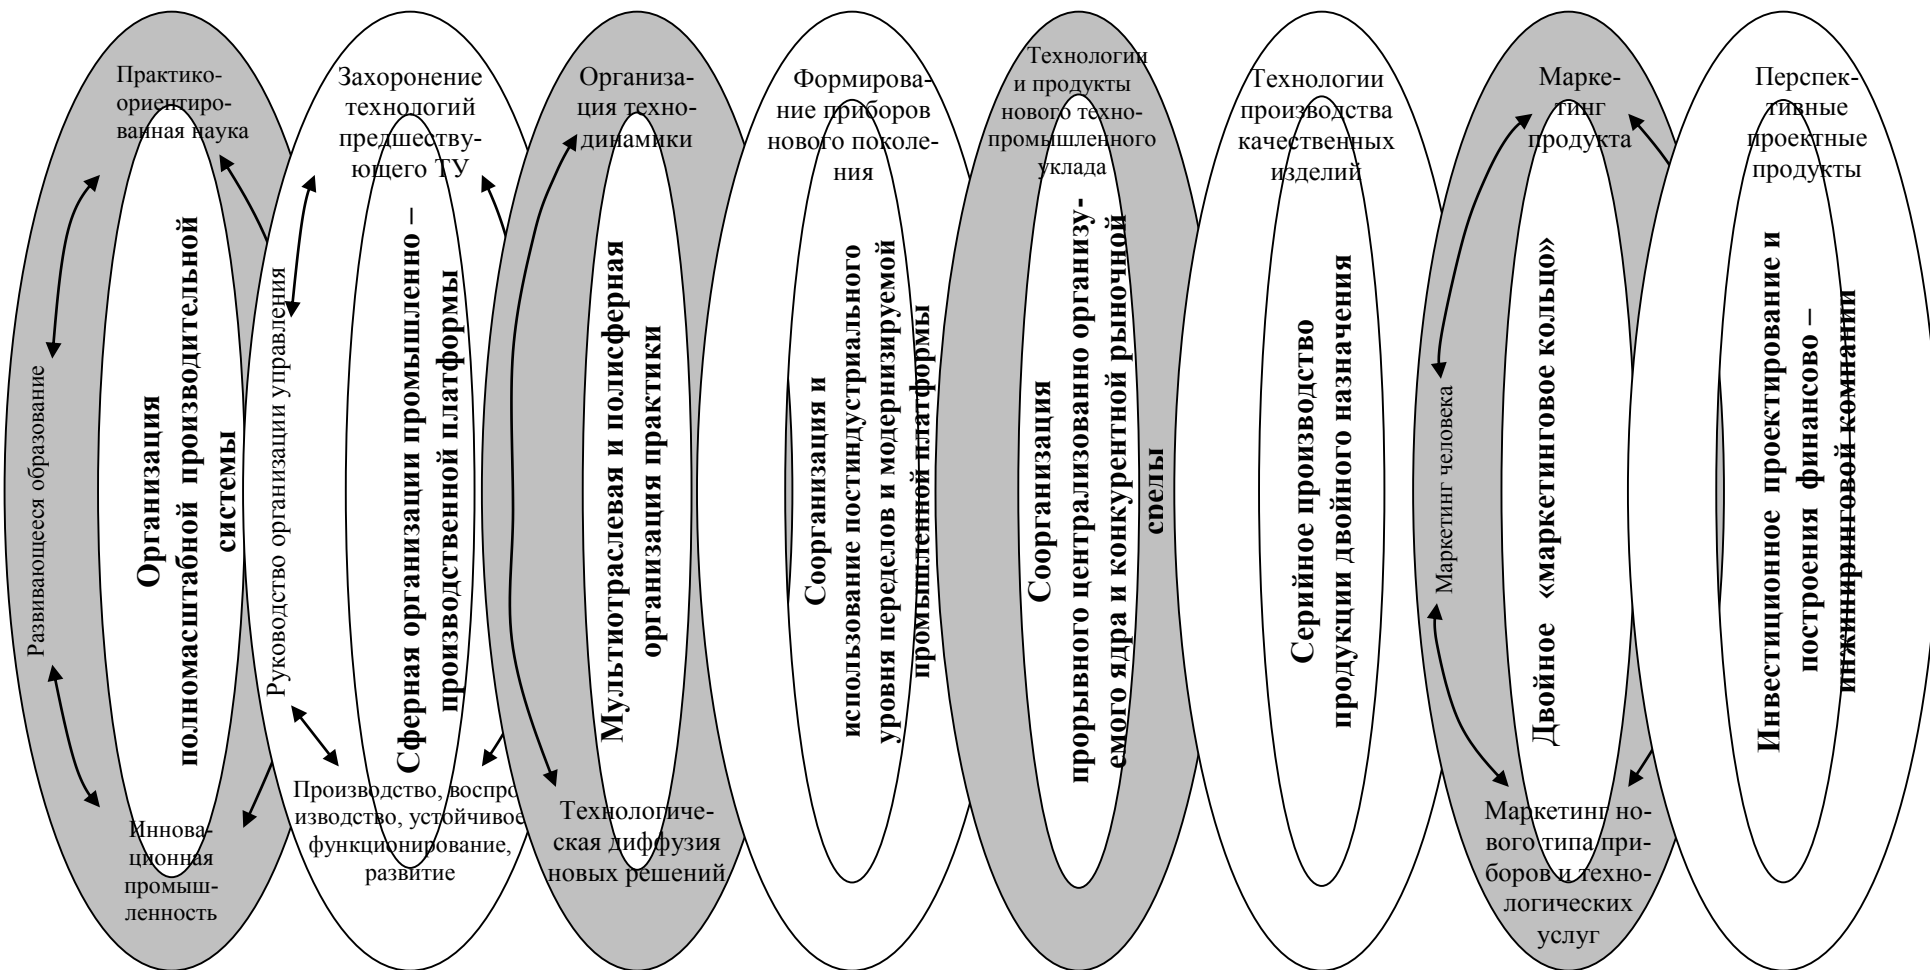 Практико-
ориентиро-
ванная наука
Развивающееся образование
Организация
полномасштабной производительной
системы
Иннова-
ционная
промыш-
ленность
Захоронение
технологий
предшеству-
ющего ТУ
Руководство организации управления
Сферная организации промышленно –
производственной платформы
Производство, воспро
изводство, устойчивое
функционирование,
развитие
Организа-
ция техно-
динамики
Мультиотраслевая и полисферная
организация практики
Технологиче-
ская диффузия
новых решений
Формирова-
ние приборов
нового поколе-
ния
Соорганизация и
использование постиндустриального
уровня переделов и модернизируемой
промышленной платформы
Технологии
и продукты
нового техно-
промышленного
уклада
Соорганизация
прорывного централизованно организу-
емого ядра и конкурентной рыночной
среды
Технологии
производства
качественных
изделий
Серийное производство
продукции двойного назначения
Марке-
тинг
продукта
Маркетинг человека
Двойное «маркетинговое кольцо»
Маркетинг но-
вого типа при-
боров и техно-
логических
услуг
Перспек-
тивные
проектные
продукты
Инвестиционное проектирование и
построения финансово –
инжиниринговой компании